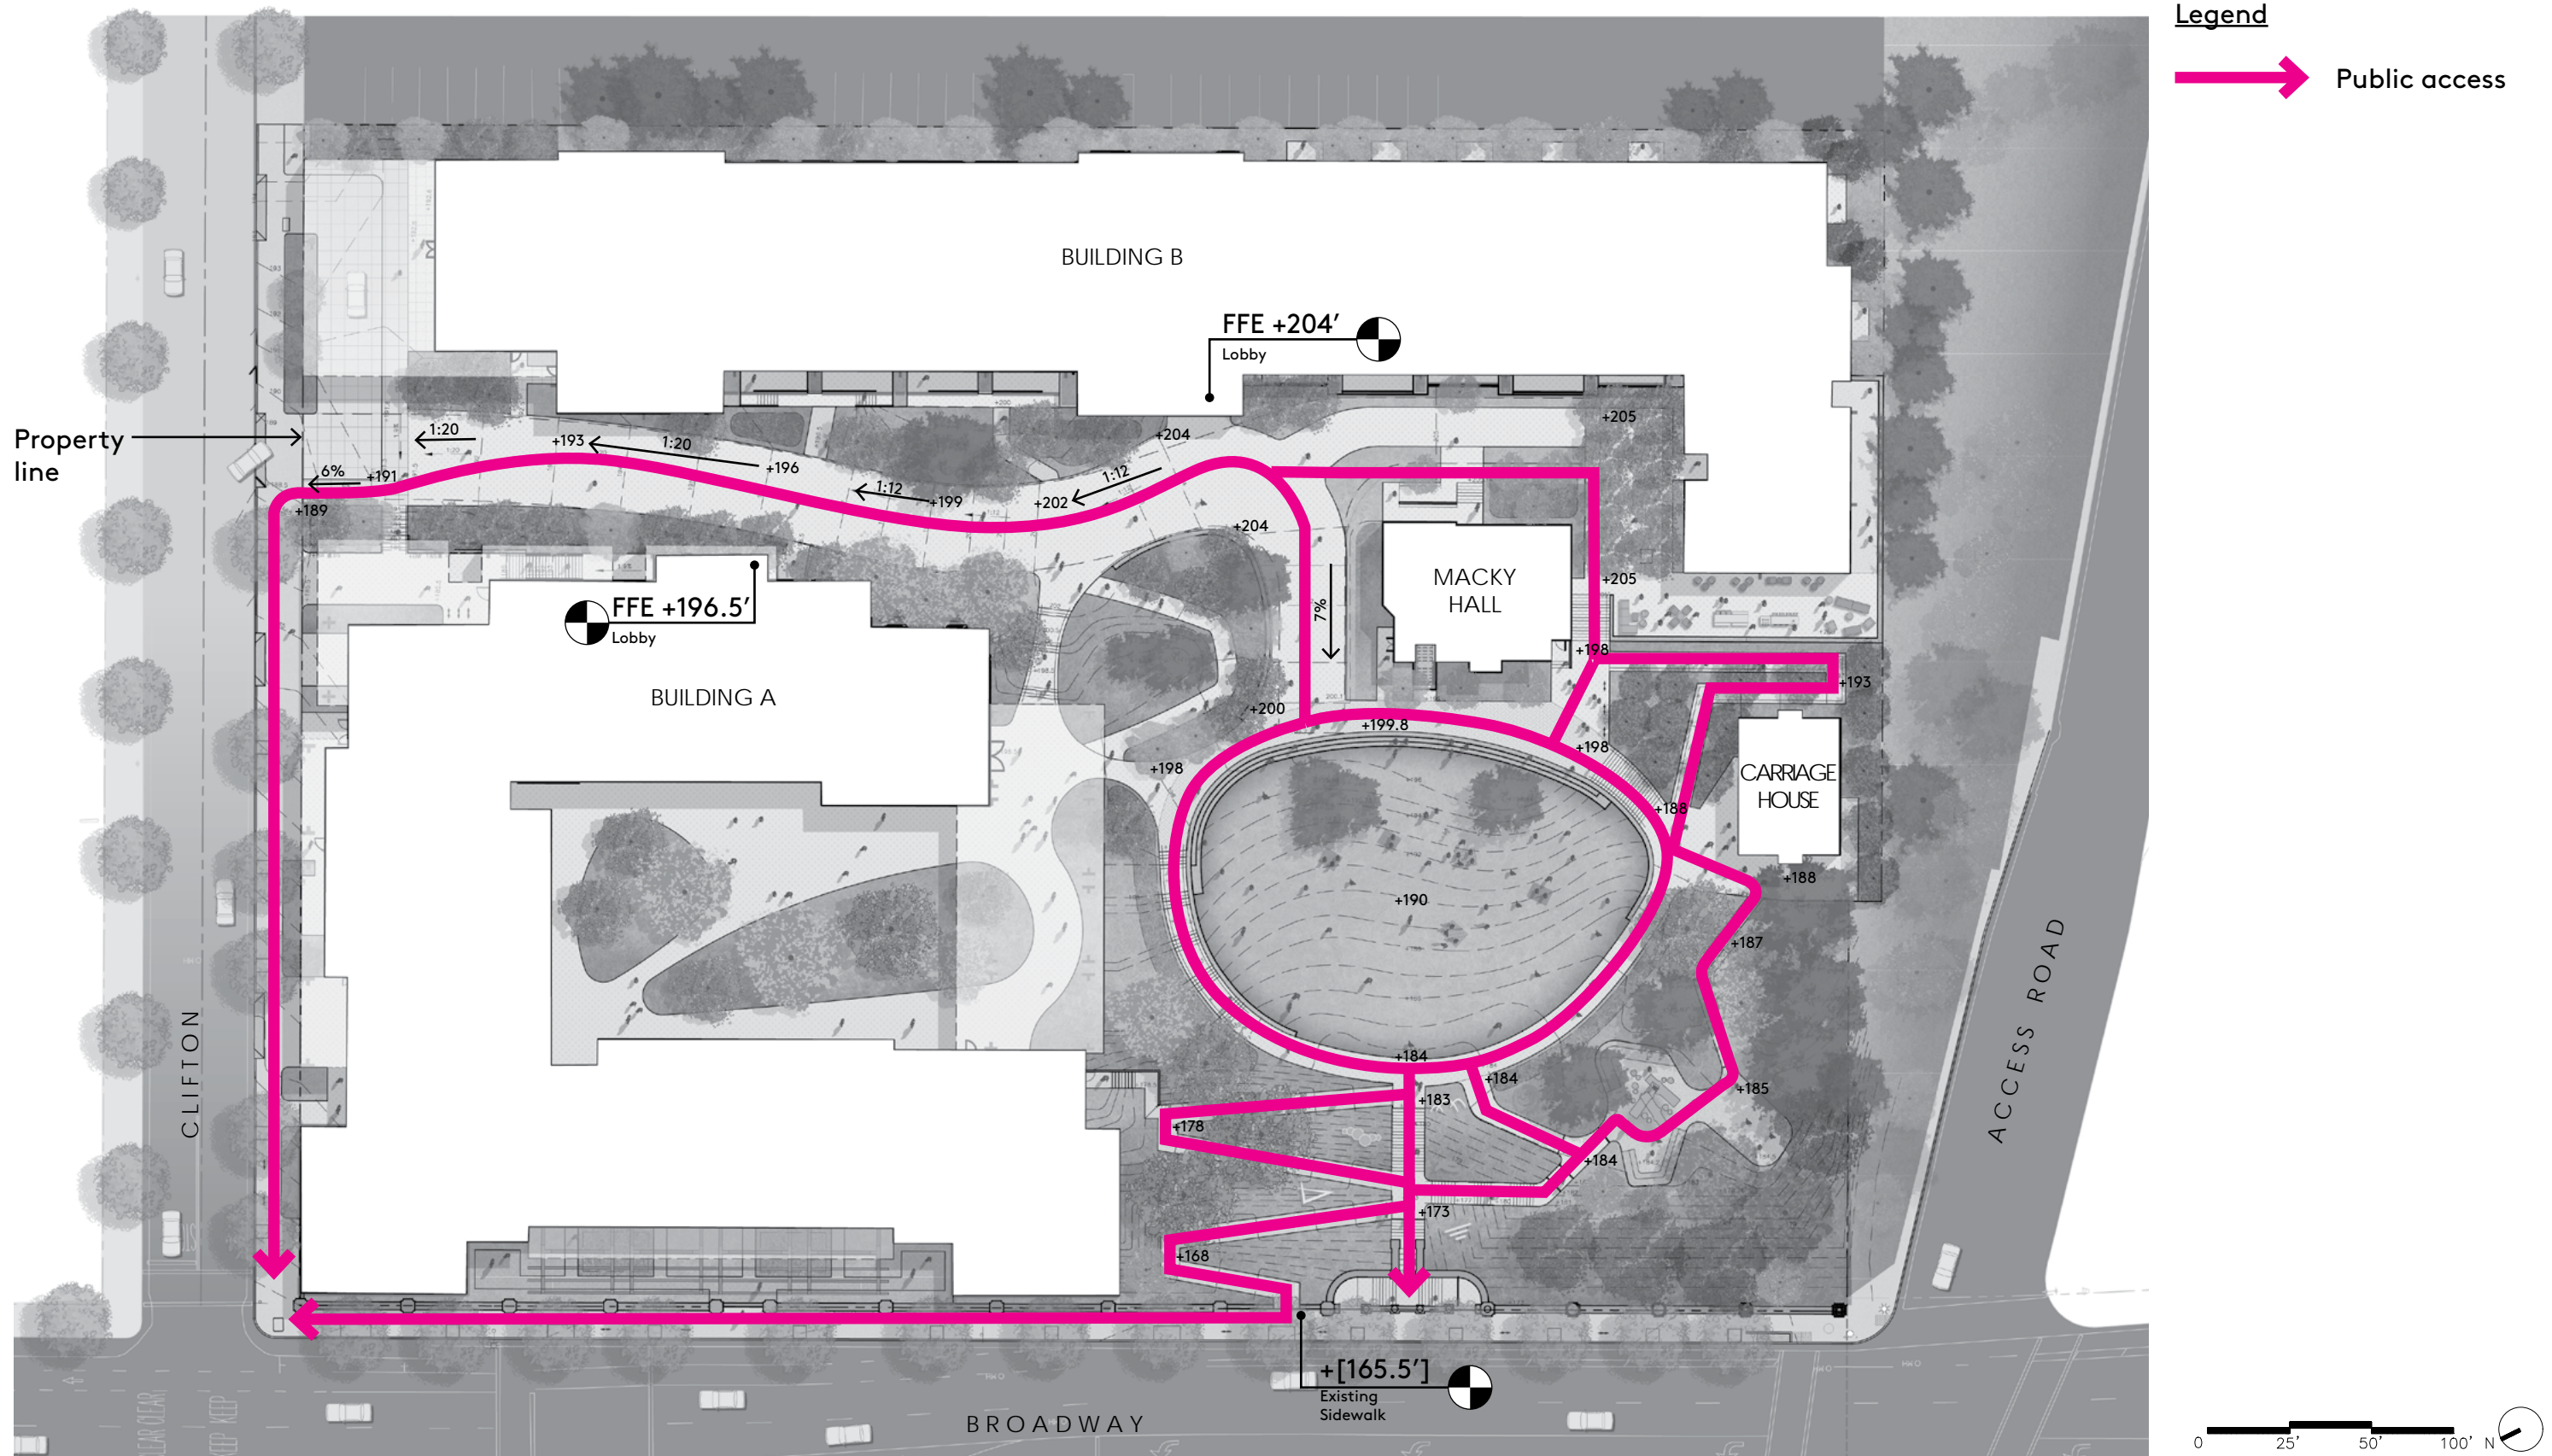 Legend
Public access
BUILDING B
FFE +204’
Lobby
Property
line
1:20
+193
1:20
+196
+204
+205
6%
+191
1:12
+199
1:12
+202
+189
+204
MACKY
HALL
+205
7%
FFE +196.5’
Lobby
+198
+193
BUILDING A
+200
+199.8
+198
+198
CARRIAGE
HOUSE
+188
+188
+190
+187
CLIFTON
ACCESS ROAD
+184
+184
+185
+183
+178
+184
+173
+168
+[165.5’]
Existing
Sidewalk
BROADWAY
KEEP KEEP
0 25’ 50’ 100’ N